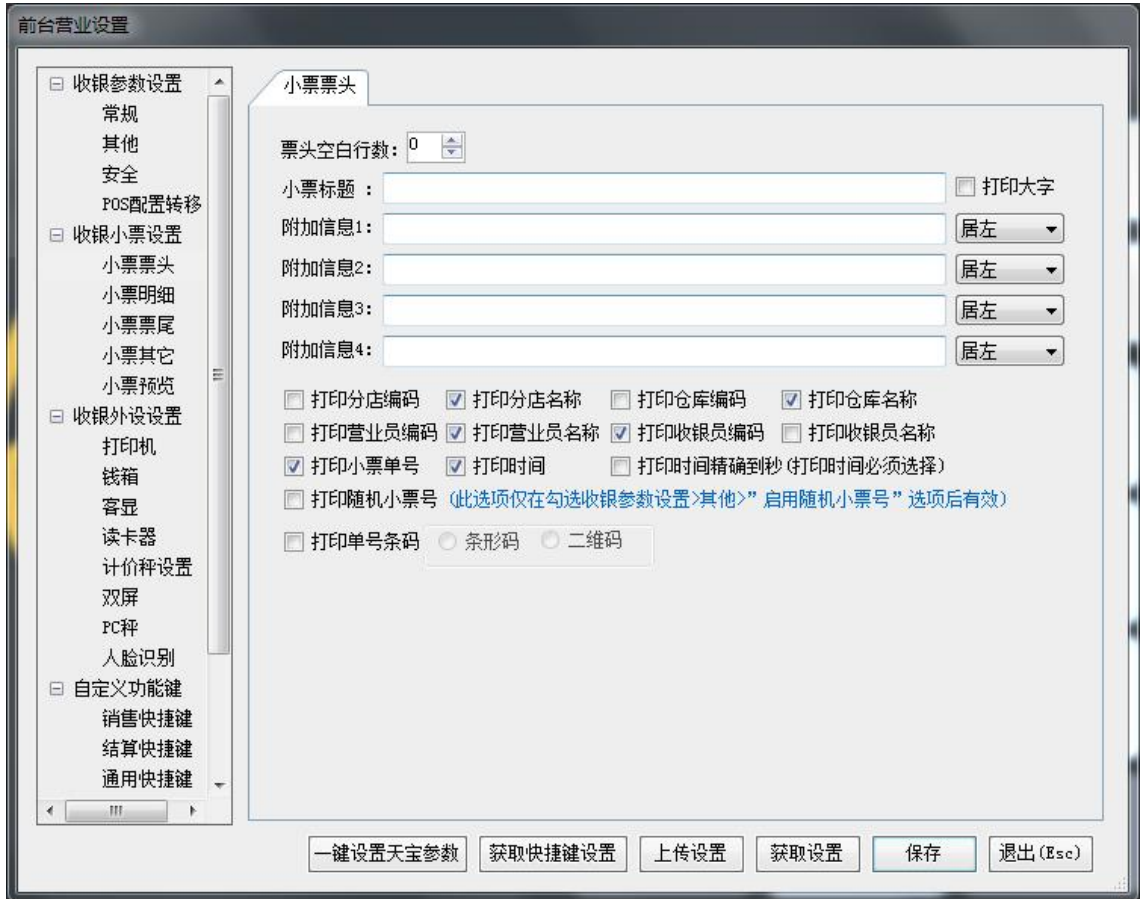 前台营业设置
收银参数设置
常规
其他
安全
POS配置转移
收银小票设置
小票票头
小票明细
小票票尾
小票其它
小票预览
收银外设设置
打印机
钱箱
客显
读卡器
计价秤设置
双屏
PC秤
人脸识别
自定义功能键
销售快捷键
结算快捷键
通用快捷键
小票票头
票头空白行数: 0
小票标题 : 打印大字
附加信息1: 居左
附加信息2: 居左
附加信息3: 居左
附加信息4: 居左
打印分店编码 打印分店名称 打印仓库编码 打印仓库名称
打印营业员编码 打印营业员名称 打印收银员编码 打印收银员名称
打印小票单号 打印时间 打印时间精确到秒(打印时间必须选择)
打印随机小票号 (此选项仅在勾选收银参数设置>其他>”启用随机小票号”选项后有效)
打印单号条码 条形码 二维码
一键设置天宝参数 获取快捷键设置 上传设置 获取设置 保存 退出(Esc)